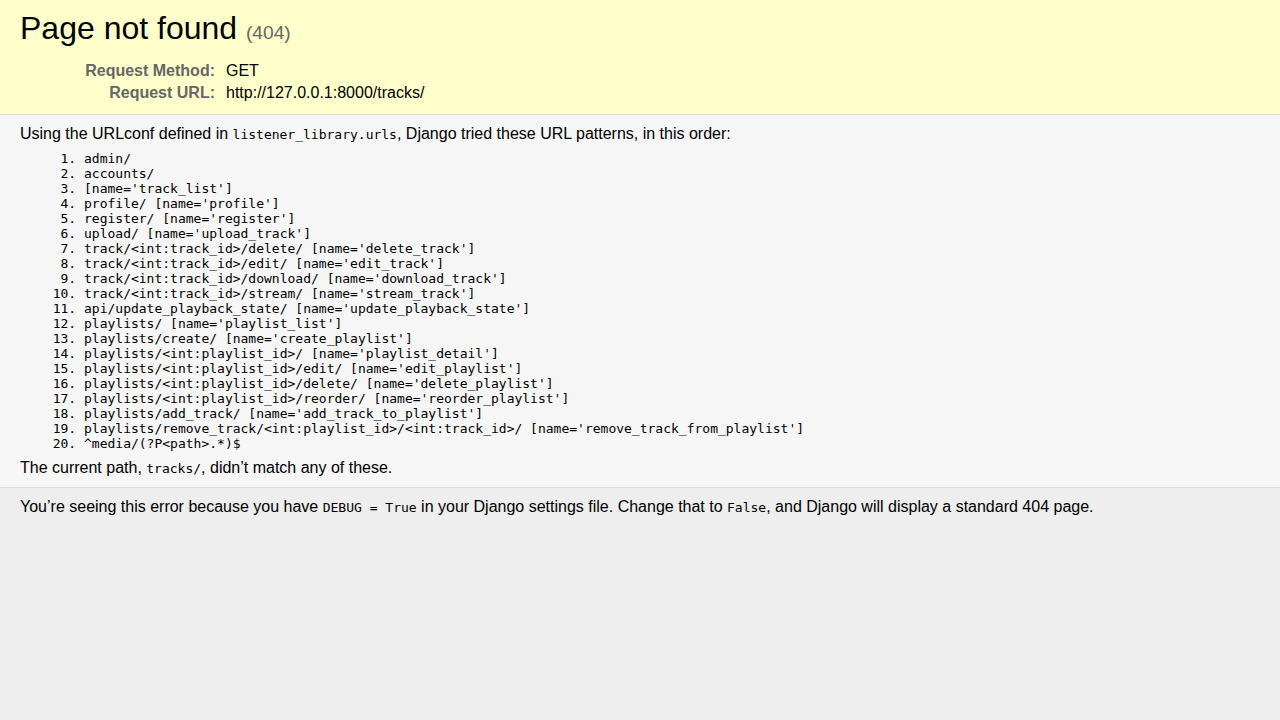 Page not found (404)
Request Method: GET
Request URL: http://127.0.0.1:8000/tracks/
Using the URLconf defined in listener_library.urls, Django tried these URL patterns, in this order:
1. admin/
2. accounts/
3. [name='track_list']
4. profile/ [name='profile']
5. register/ [name='register']
6. upload/ [name='upload_track']
7. track/<int:track_id>/delete/ [name='delete_track']
8. track/<int:track_id>/edit/ [name='edit_track']
9. track/<int:track_id>/download/ [name='download_track']
10. track/<int:track_id>/stream/ [name='stream_track']
11. api/update_playback_state/ [name='update_playback_state']
12. playlists/ [name='playlist_list']
13. playlists/create/ [name='create_playlist']
14. playlists/<int:playlist_id>/ [name='playlist_detail']
15. playlists/<int:playlist_id>/edit/ [name='edit_playlist']
16. playlists/<int:playlist_id>/delete/ [name='delete_playlist']
17. playlists/<int:playlist_id>/reorder/ [name='reorder_playlist']
18. playlists/add_track/ [name='add_track_to_playlist']
19. playlists/remove_track/<int:playlist_id>/<int:track_id>/ [name='remove_track_from_playlist']
20. ^media/(?P<path>.*)$
The current path, tracks/, didn’t match any of these.
You’re seeing this error because you have DEBUG = True in your Django settings file. Change that to False, and Django will display a standard 404 page.